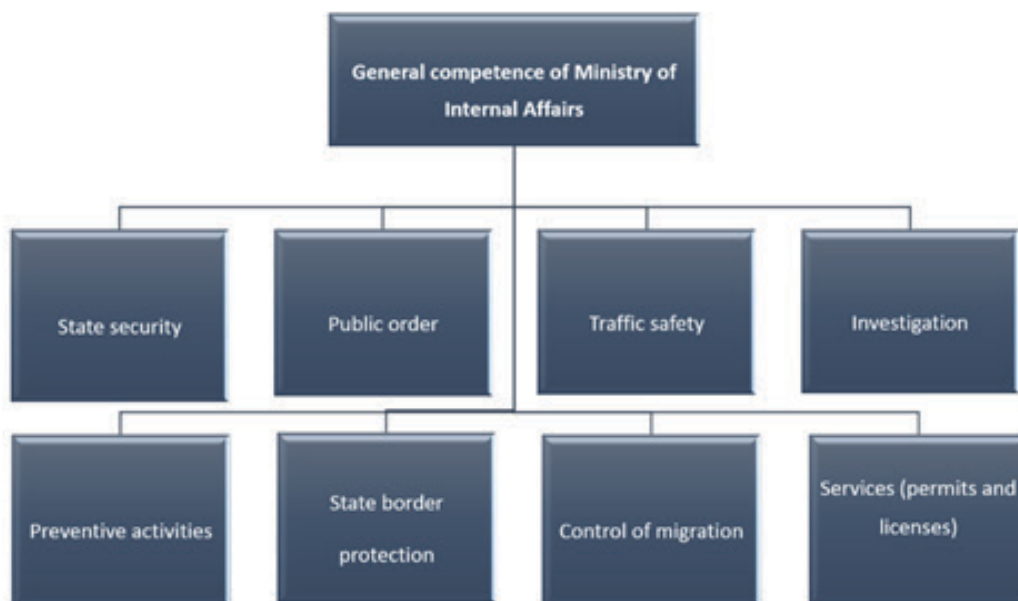 General competence of Ministry of
Internal Affairs
State security
Public order
Traffic safety
Investigation
Preventive activities
State border
protection
Control of migration
Services (permits and
licenses)